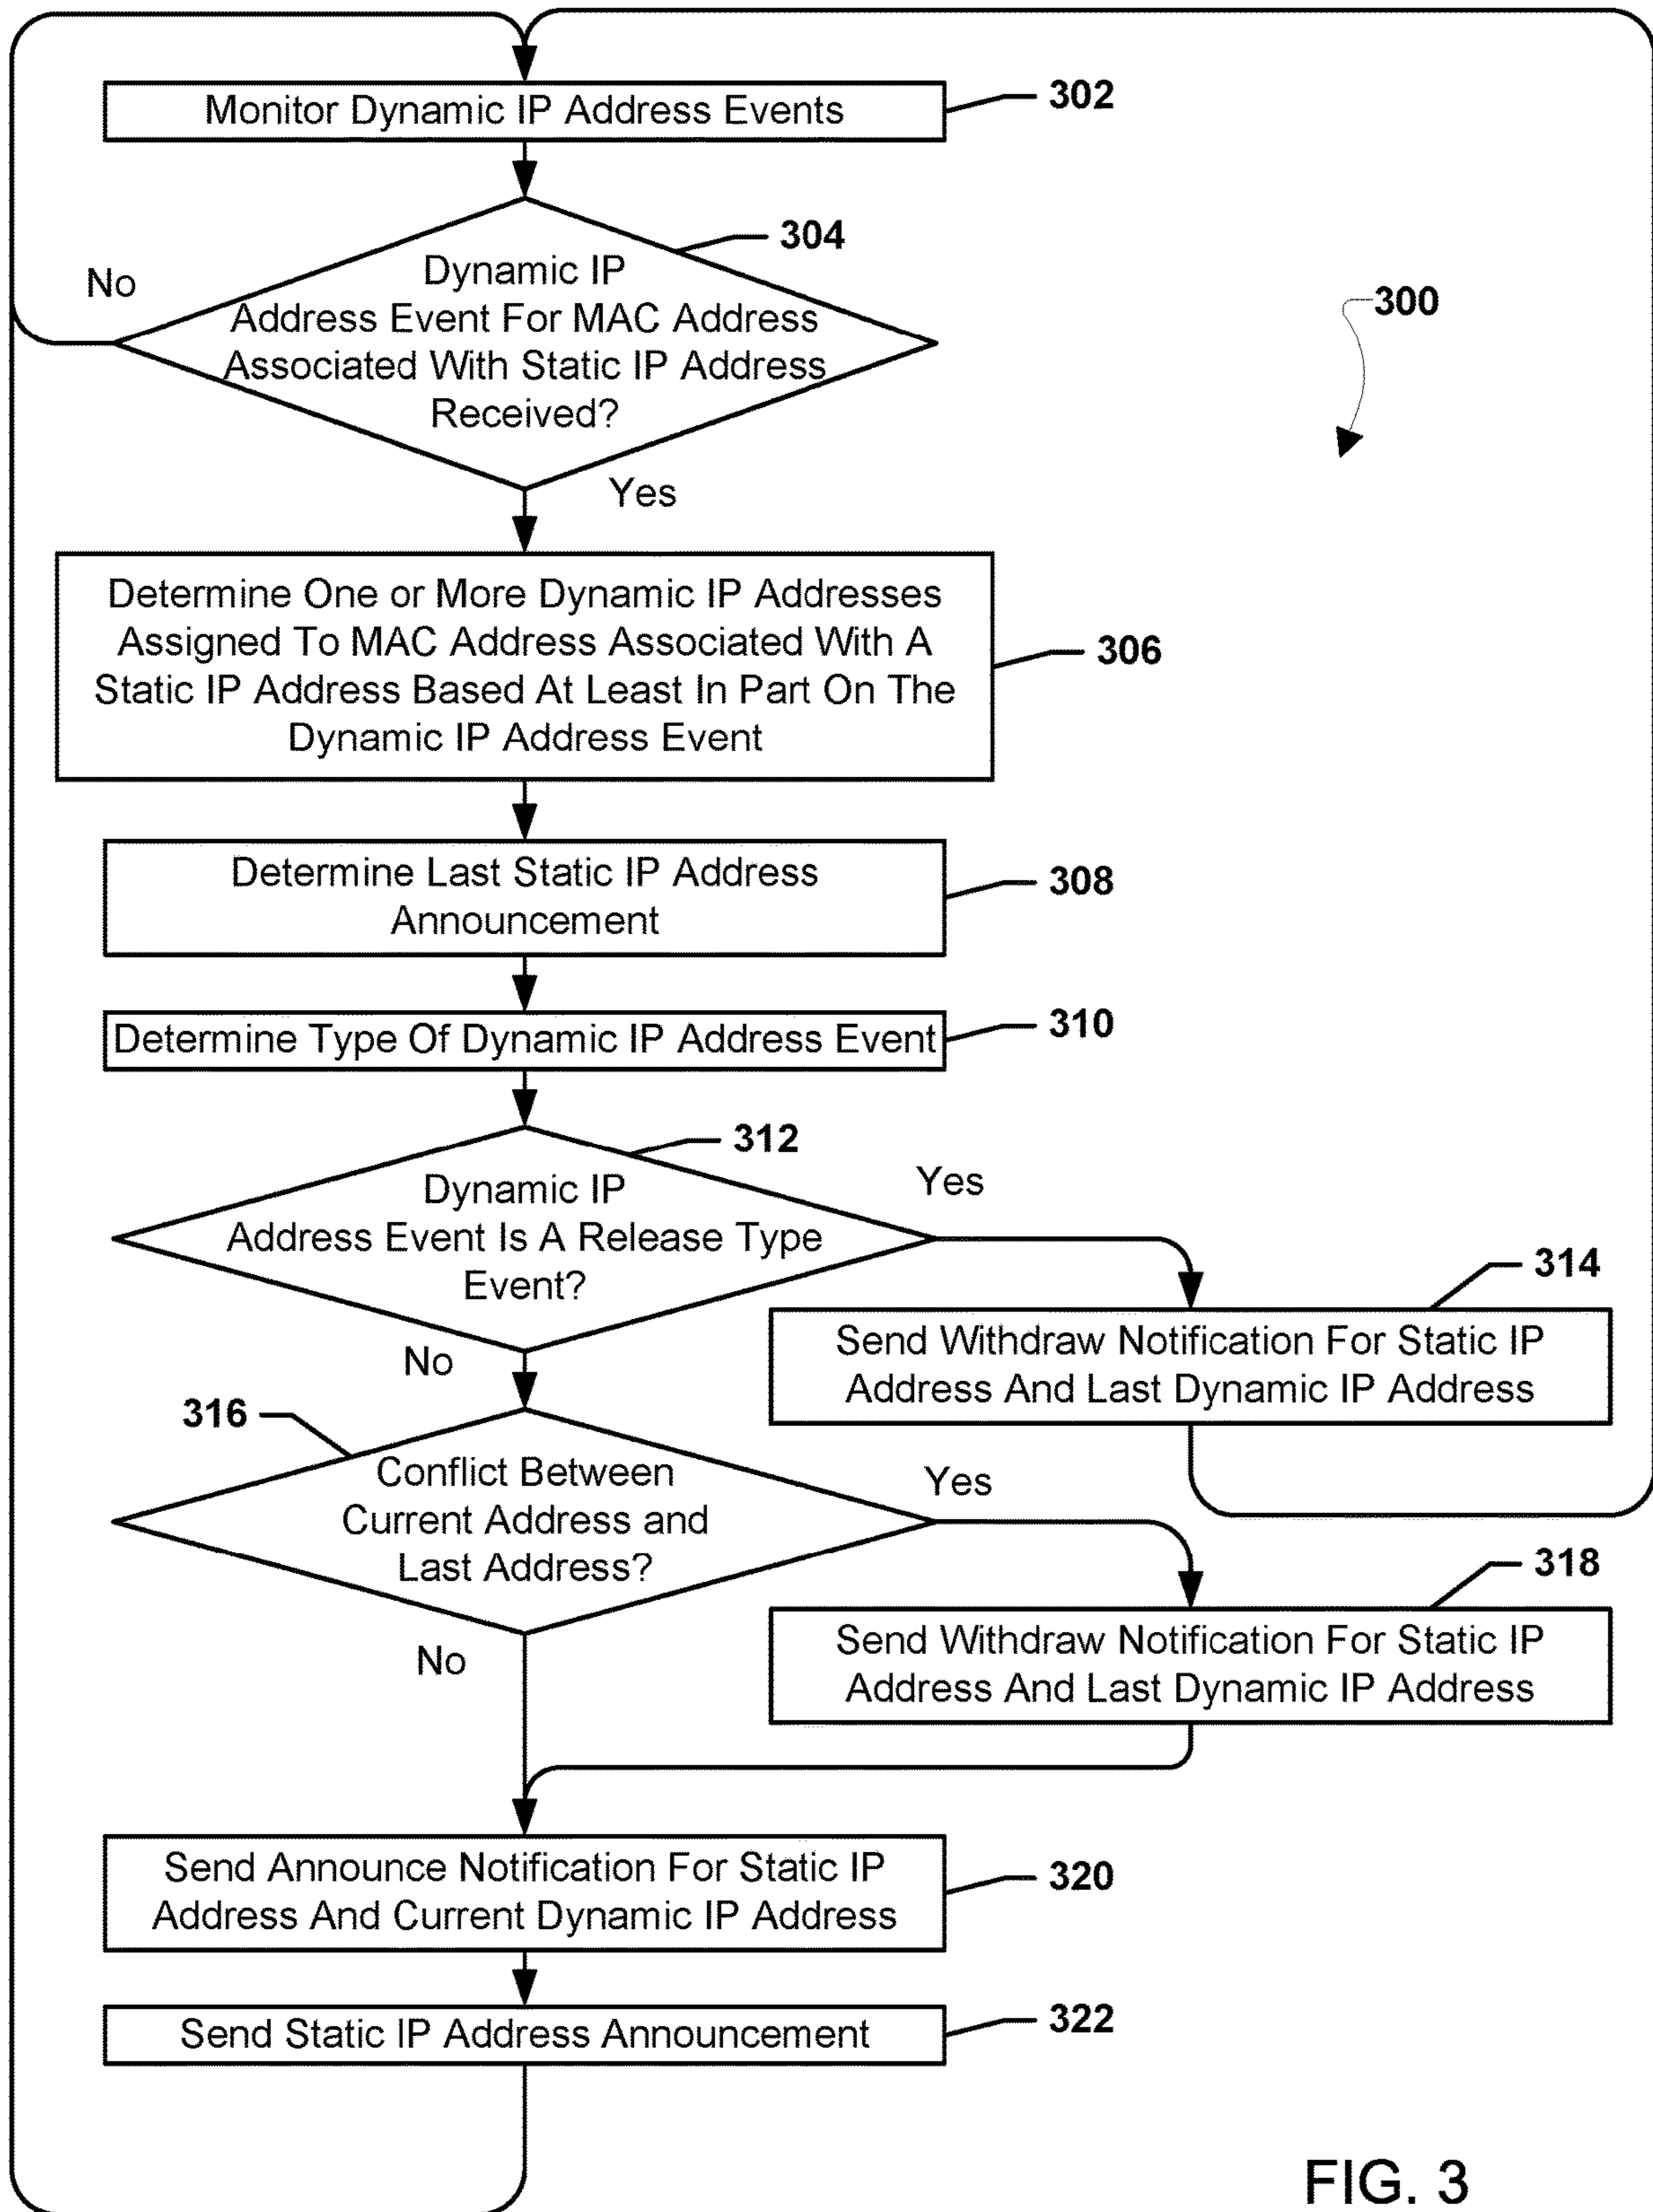 Monitor Dynamic IP Address Events
302
304
Dynamic IP
Address Event For MAC Address
Associated With Static IP Address
Received?
No
300
Yes
Determine One or More Dynamic IP Addresses
Assigned To MAC Address Associated With A
Static IP Address Based At Least In Part On The
Dynamic IP Address Event
306
Determine Last Static IP Address
Announcement
308
Determine Type Of Dynamic IP Address Event
310
312
Dynamic IP
Address Event Is A Release Type
Event?
Yes
314
Send Withdraw Notification For Static IP
Address And Last Dynamic IP Address
No
316
Conflict Between
Current Address and
Last Address?
Yes
318
Send Withdraw Notification For Static IP
Address And Last Dynamic IP Address
No
Send Announce Notification For Static IP
Address And Current Dynamic IP Address
320
Send Static IP Address Announcement
322
FIG. 3